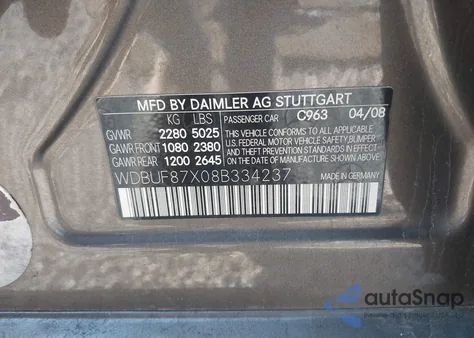 MFD BY DAIMLER AG STUTTGART
KG LBS PASSENGER CAR C963 04/08
GVWR 2280 5025
GAWR FRONT 1080 2380
GAWR REAR 1200 2645
THIS VEHICLE CONFORMS TO ALL
APPLICABLE U.S. FEDERAL MOTOR
VEHICLE SAFETY, BUMPER, AND
THEFT PREVENTION STANDARDS IN
EFFECT ON THE DATE OF
MANUFACTURE SHOWN ABOVE.
WDBUF87X08B334237
MADE IN GERMANY
autoSnap